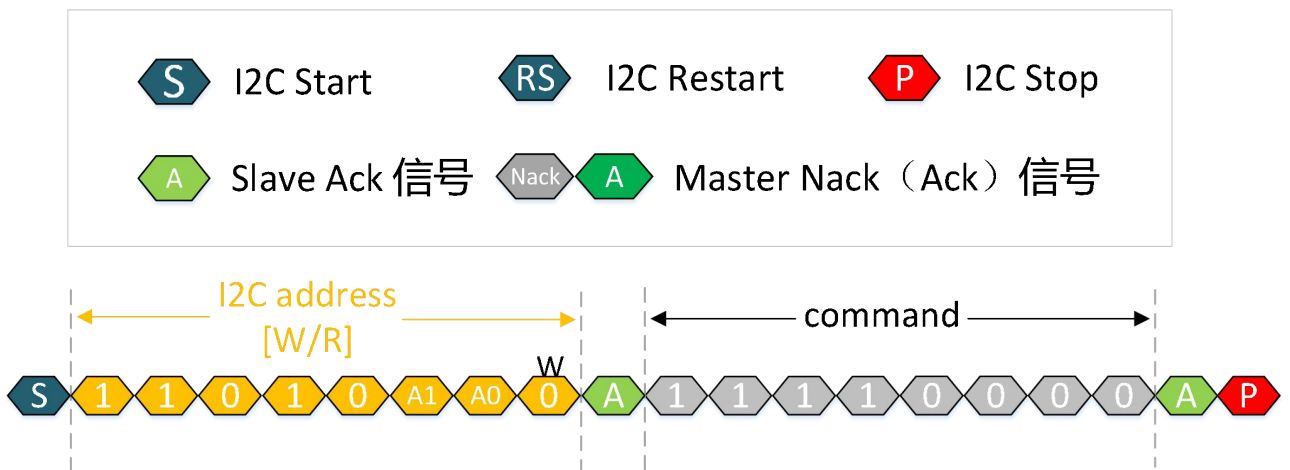 S I2C Start RS I2C Restart P I2C Stop
A Slave Ack 信号 Nack A Master Nack（Ack）信号
I2C address
[W/R]
command
W
S 1 1 0 1 0 A1 A0 0 A 1 1 1 1 0 0 0 0 A P